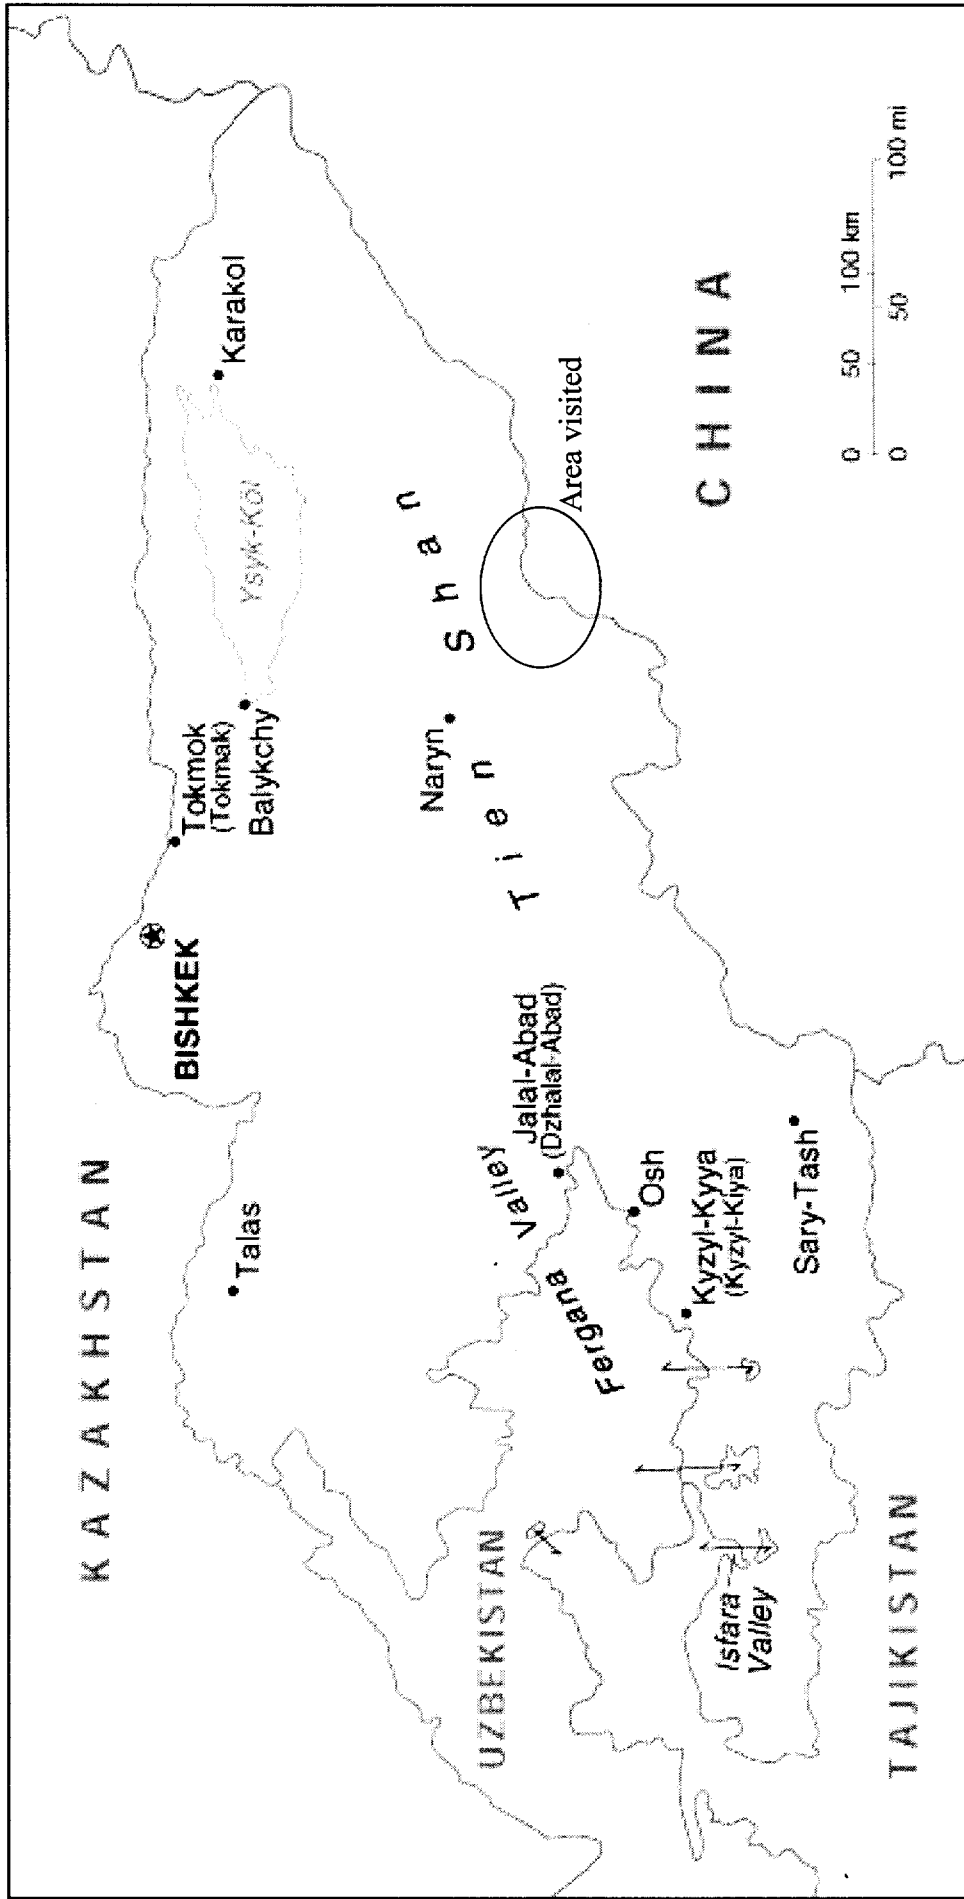 KAZAKHSTAN
BISHKEK
Tokmok
(Tokmak)
Balykchy
Ysyk-Köl
Karakol
Talas
Naryn
Tien Shan
Area visited
Jalal-Abad
(Dzhalal-Abad)
Fergana Valley
Osh
Kyzyl-Kyya
(Kyzyl-Kiya)
Sary-Tash
UZBEKISTAN
Isfara
Valley
TAJIKISTAN
CHINA
0 50 100 km
0 50 100 mi